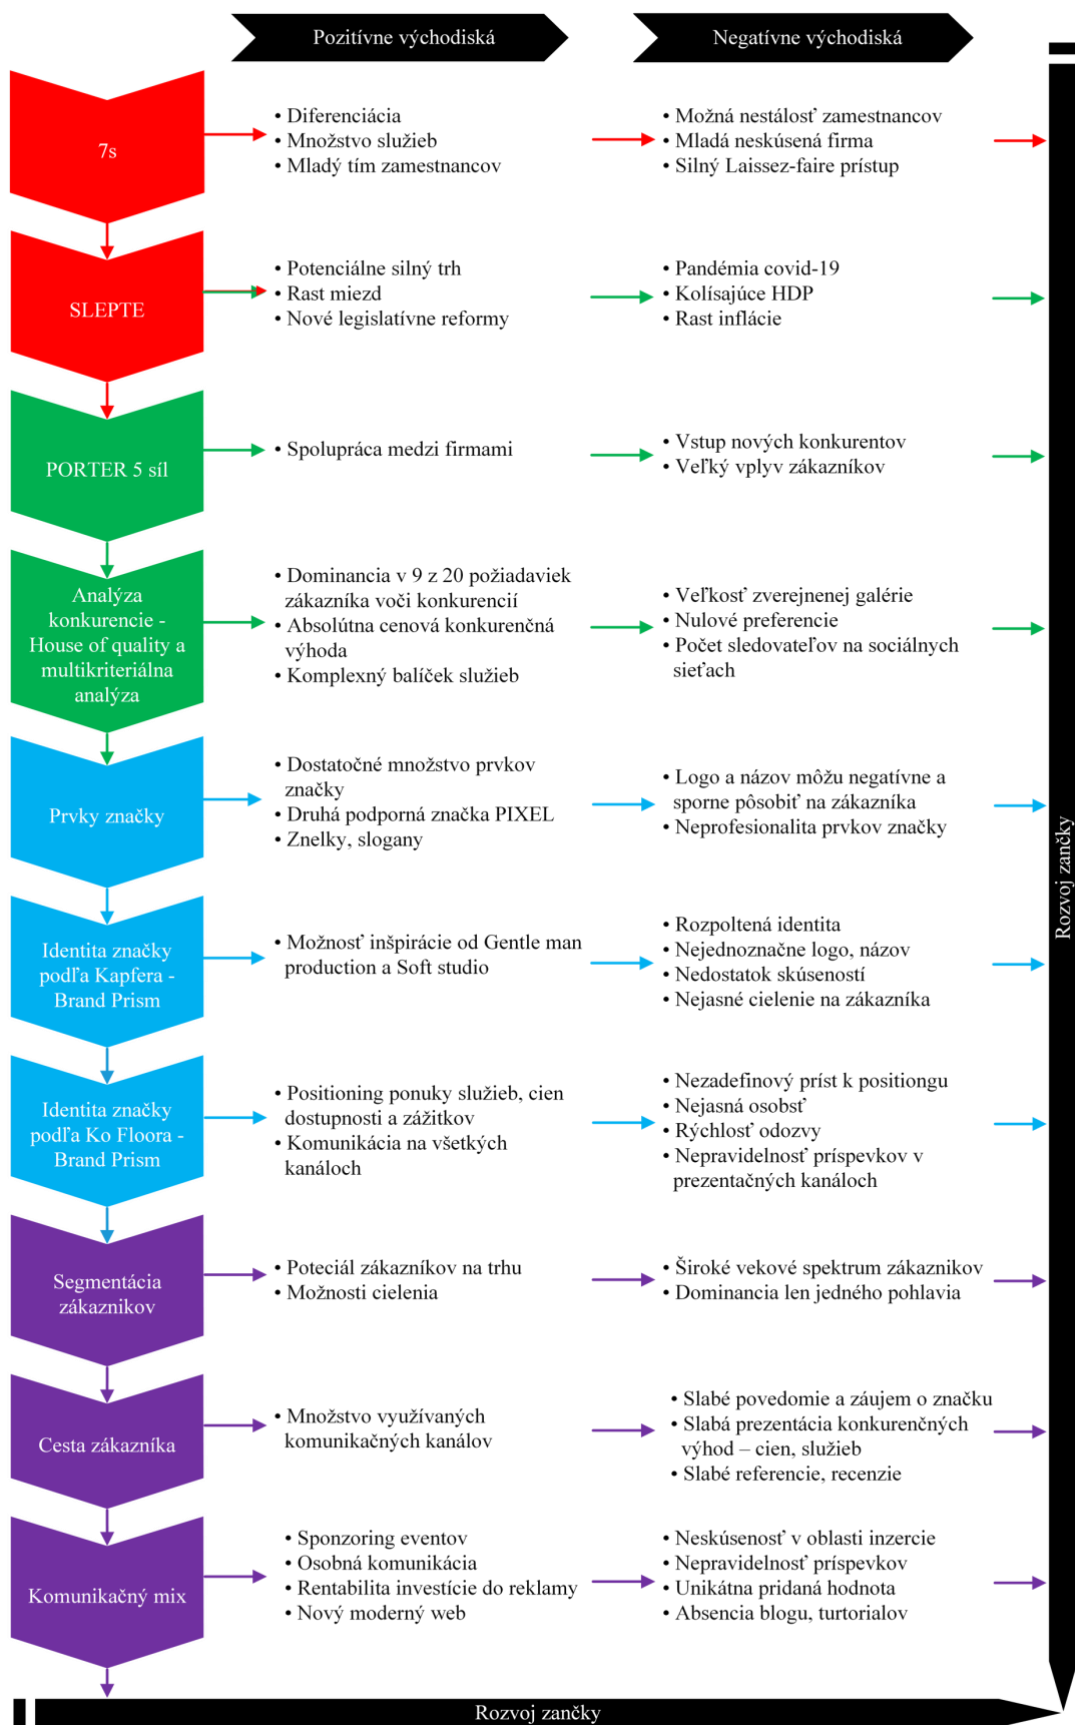 Pozitívne východiská
Negatívne východiská
7s
• Diferenciácia
• Množstvo služieb
• Mladý tím zamestnancov
• Možná nestálosť zamestnancov
• Mladá neskúsená firma
• Silný Laissez-faire prístup
SLEPTE
• Potenciálne silný trh
• Rast miezd
• Nové legislatívne reformy
• Pandémia covid-19
• Kolísajúce HDP
• Rast inflácie
PORTER 5 síl
• Spolupráca medzi firmami
• Vstup nových konkurentov
• Veľký vplyv zákazníkov
Analýza
konkurencie -
House of quality a
multikriteriálna
analýza
• Dominancia v 9 z 20 požiadaviek
zákazníka voči konkurencií
• Absolútna cenová konkurenčná
výhoda
• Komplexný balíček služieb
• Veľkosť zverejnenej galérie
• Nulové preferencie
• Počet sledovateľov na sociálnych
sieťach
Prvky značky
• Dostatočné množstvo prvkov
značky
• Druhá podporná značka PIXEL
• Znelky, slogany
• Logo a názov môžu negatívne a
sporne pôsobiť na zákazníka
• Neprofesionalita prvkov značky
Identita značky
podľa Kapfera -
Brand Prism
• Možnosť inšpirácie od Gentle man
production a Soft studio
• Rozpoltená identita
• Nejednoznačne logo, názov
• Nedostatok skúseností
• Nejasné cielenie na zákazníka
Identita značky
podľa Ko Floora -
Brand Prism
• Positioning ponuky služieb, cien
dostupnosti a zážitkov
• Komunikácia na všetkých
kanáloch
• Nezadefinový príst k positingu
• Nejasná osobsť
• Rýchlosť odozvy
• Nepravidelnosť príspevkov v
prezentačných kanáloch
Segmentácia
zákaznikov
• Poteciál zákazníkov na trhu
• Možnosti cielenia
• Široké vekové spektrum zákaznikov
• Dominancia len jedného pohlavia
Cesta zákazníka
• Množstvo využívaných
komunikačných kanálov
• Slabé povedomie a záujem o značku
• Slabá prezentácia konkurenčných
výhod – cien, služieb
• Slabé referencie, recenzie
Komunikačný mix
• Sponzoring eventov
• Osobná komunikácia
• Rentabilita investície do reklamy
• Nový moderný web
• Neskúsenosť v oblasti inzercie
• Nepravidelnosť príspevkov
• Unikátna pridaná hodnota
• Absencia blogu, turtorialov
Rozvoj zančky
Rozvoj zančky